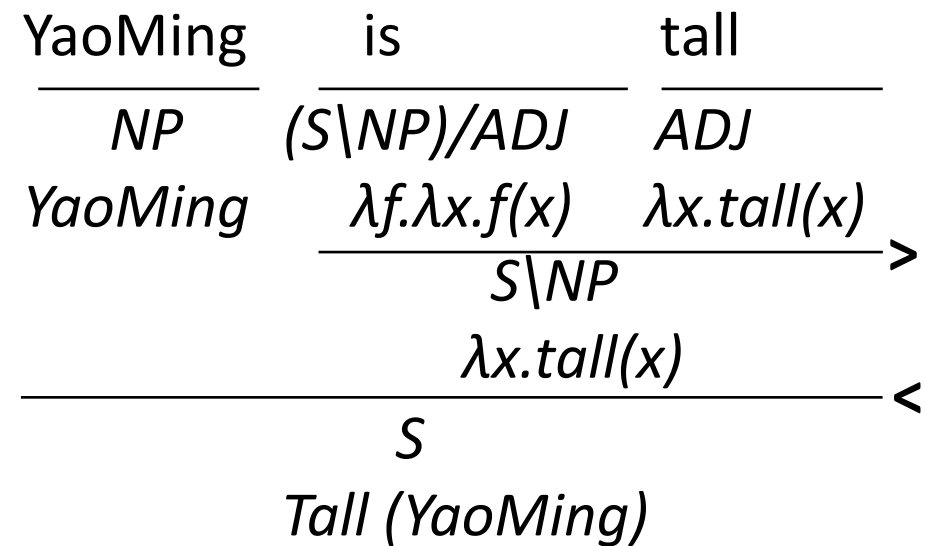 YaoMing is tall
NP (S\NP)/ADJ ADJ
YaoMing λf.λx.f(x) λx.tall(x)
>
S\NP
λx.tall(x)
<
S
Tall (YaoMing)